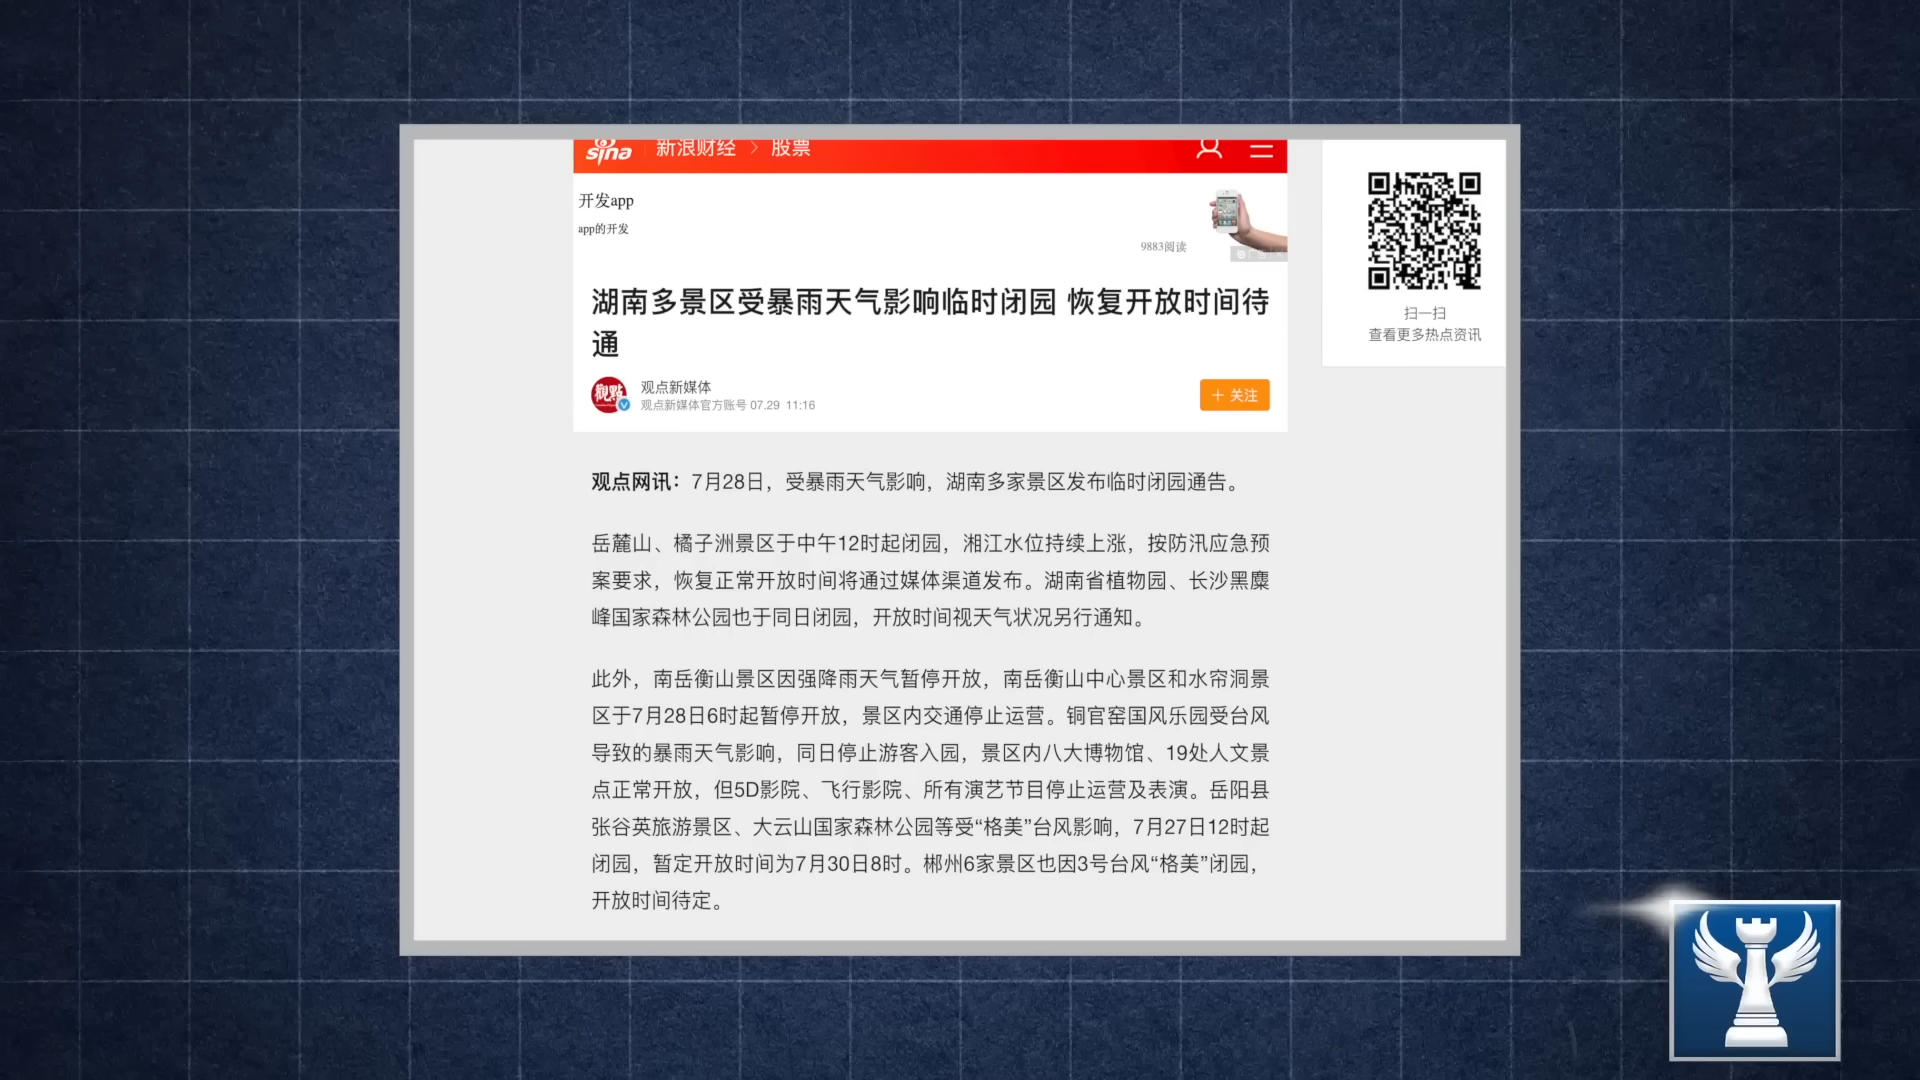 sina 新浪财经 > 股票
开发app
app的开发
9883阅读
湖南多景区受暴雨天气影响临时闭园 恢复开放时间待
通
觀點
观点新媒体
观点新媒体官方账号 07.29 11:16
+ 关注
扫一扫
查看更多热点资讯
观点网讯：7月28日，受暴雨天气影响，湖南多家景区发布临时闭园通告。
岳麓山、橘子洲景区于中午12时起闭园，湘江水位持续上涨，按防汛应急预
案要求，恢复正常开放时间将通过媒体渠道发布。湖南省植物园、长沙黑麋
峰国家森林公园也于同日闭园，开放时间视天气状况另行通知。
此外，南岳衡山景区因强降雨天气暂停开放，南岳衡山中心景区和水帘洞景
区于7月28日6时起暂停开放，景区内交通停止运营。铜官窑国风乐园受台风
导致的暴雨天气影响，同日停止游客入园，景区内八大博物馆、19处人文景
点正常开放，但5D影院、飞行影院、所有演艺节目停止运营及表演。岳阳县
张谷英旅游景区、大云山国家森林公园等受“格美”台风影响，7月27日12时起
闭园，暂定开放时间为7月30日8时。郴州6家景区也因3号台风“格美”闭园，
开放时间待定。